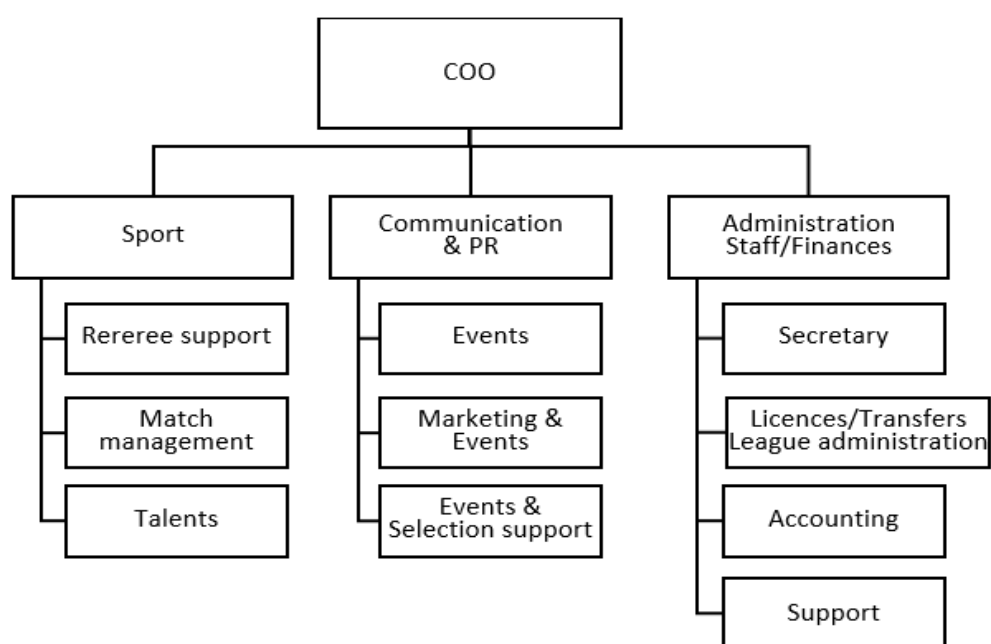 COO
Sport
Rereree support
Match
management
Talents
Communication
& PR
Events
Marketing &
Events
Events &
Selection support
Administration
Staff/Finances
Secretary
Licences/Transfers
League administration
Accounting
Support